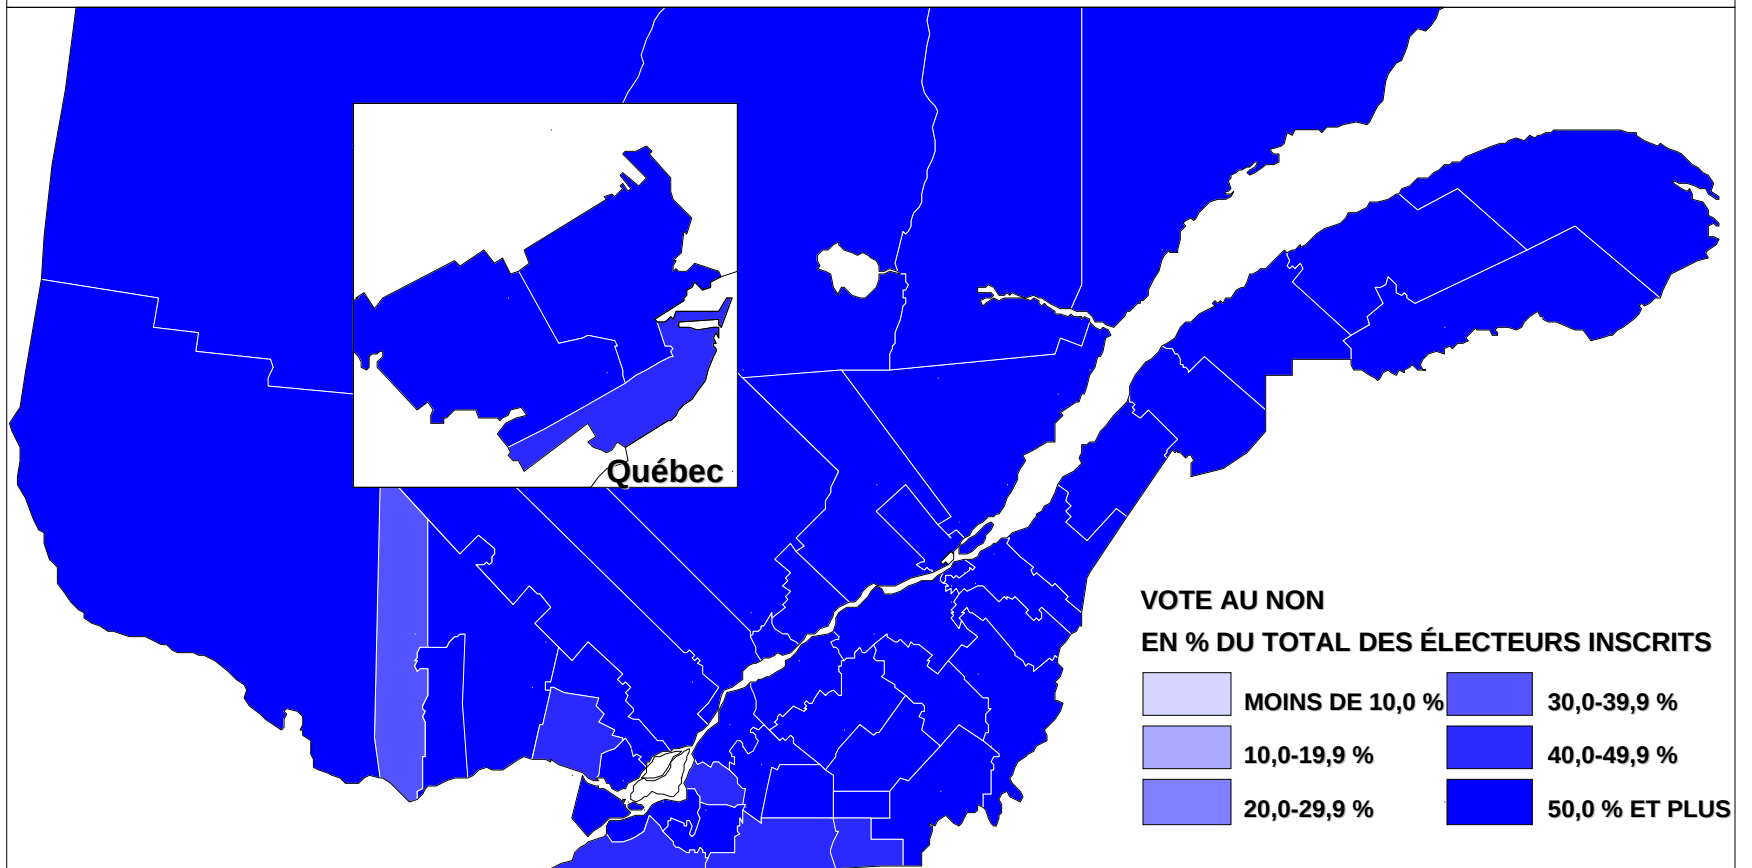 Québec
VOTE AU NON
EN % DU TOTAL DES ÉLECTEURS INSCRITS
MOINS DE 10,0 %
30,0-39,9 %
10,0-19,9 %
40,0-49,9 %
20,0-29,9 %
50,0 % ET PLUS